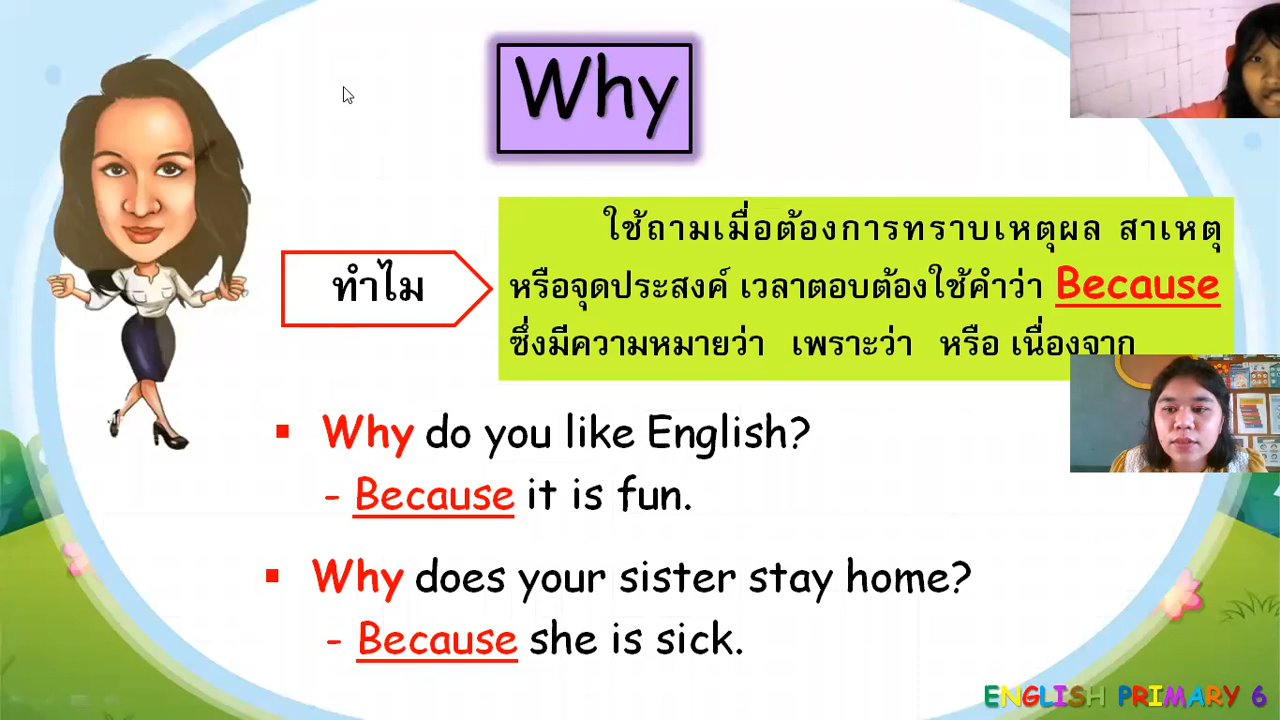 Why
ทำไม
ใช้ถามเมื่อต้องการทราบเหตุผล สาเหตุ
หรือจุดประสงค์ เวลาตอบต้องใช้คำว่า Because
ซึ่งมีความหมายว่า เพราะว่า หรือ เนื่องจาก
Why do you like English?
- Because it is fun.
Why does your sister stay home?
- Because she is sick.
ENGLISH PRIMARY 6